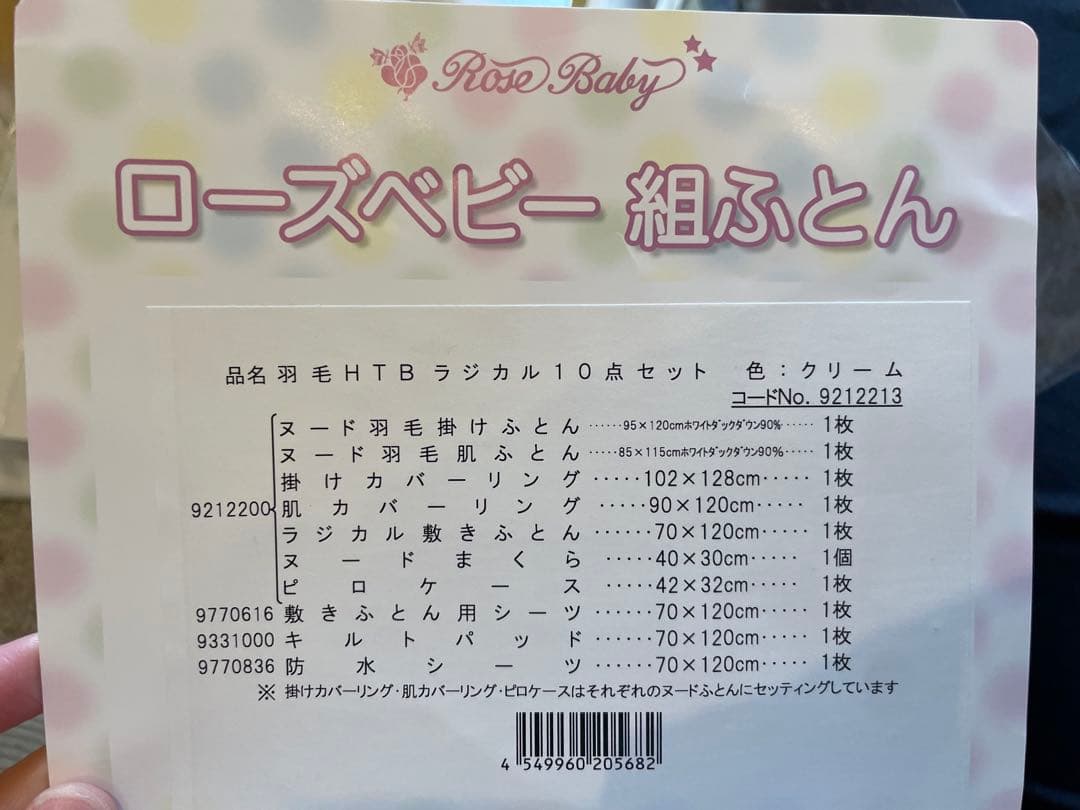 Rose Baby
ローズベビー 組ふとん
品名 羽毛HTBラジカル10点セット 色:クリーム
コードNo. 9212213
ヌード羽毛掛けふとん ······95×120cmホワイトダックダウン90%······ 1枚
ヌード羽毛肌ふとん ······85×115cmホワイトダックダウン90%······ 1枚
掛けカバーリング ·····102×128cm····· 1枚
9212200 肌カバーリング ·····90×120cm····· 1枚
ラジカル敷きふとん ·····70×120cm····· 1枚
ヌードまくら ·····40×30cm····· 1個
ピロケース ·····42×32cm····· 1枚
9770616 敷きふとん用シーツ ·····70×120cm····· 1枚
9331000 キルトパッド ·····70×120cm····· 1枚
9770836 防水シーツ ·····70×120cm····· 1枚
※ 掛けカバーリング・肌カバーリング・ピロケースはそれぞれのヌードふとんにセッティングしています
4 549960 205682